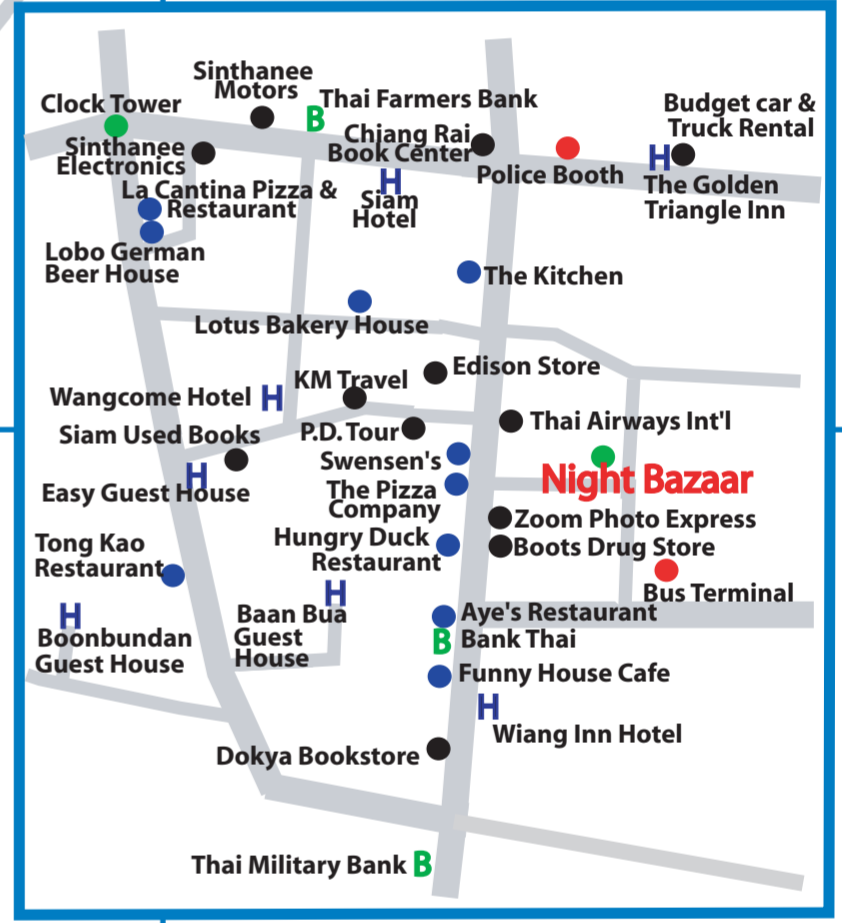 Sinthanee
Motors
Clock Tower
B
Thai Farmers Bank
Budget car &
Truck Rental
Chiang Rai
Book Center
Sinthanee
Electronics
H
Police Booth
H
The Golden
Triangle Inn
Siam
Hotel
La Cantina Pizza &
Restaurant
Lobo German
Beer House
The Kitchen
Lotus Bakery House
Edison Store
KM Travel
Wangcome Hotel H
Thai Airways Int'l
P.D. Tour
Siam Used Books
Swensen's
H
Easy Guest House
Night Bazaar
The Pizza
Company
Zoom Photo Express
Hungry Duck
Restaurant
Boots Drug Store
Tong Kao
Restaurant
Bus Terminal
H
Baan Bua
Guest
House
H
Boonbundan
Guest House
Aye's Restaurant
B Bank Thai
Funny House Cafe
H
Wiang Inn Hotel
Dokya Bookstore
Thai Military Bank B